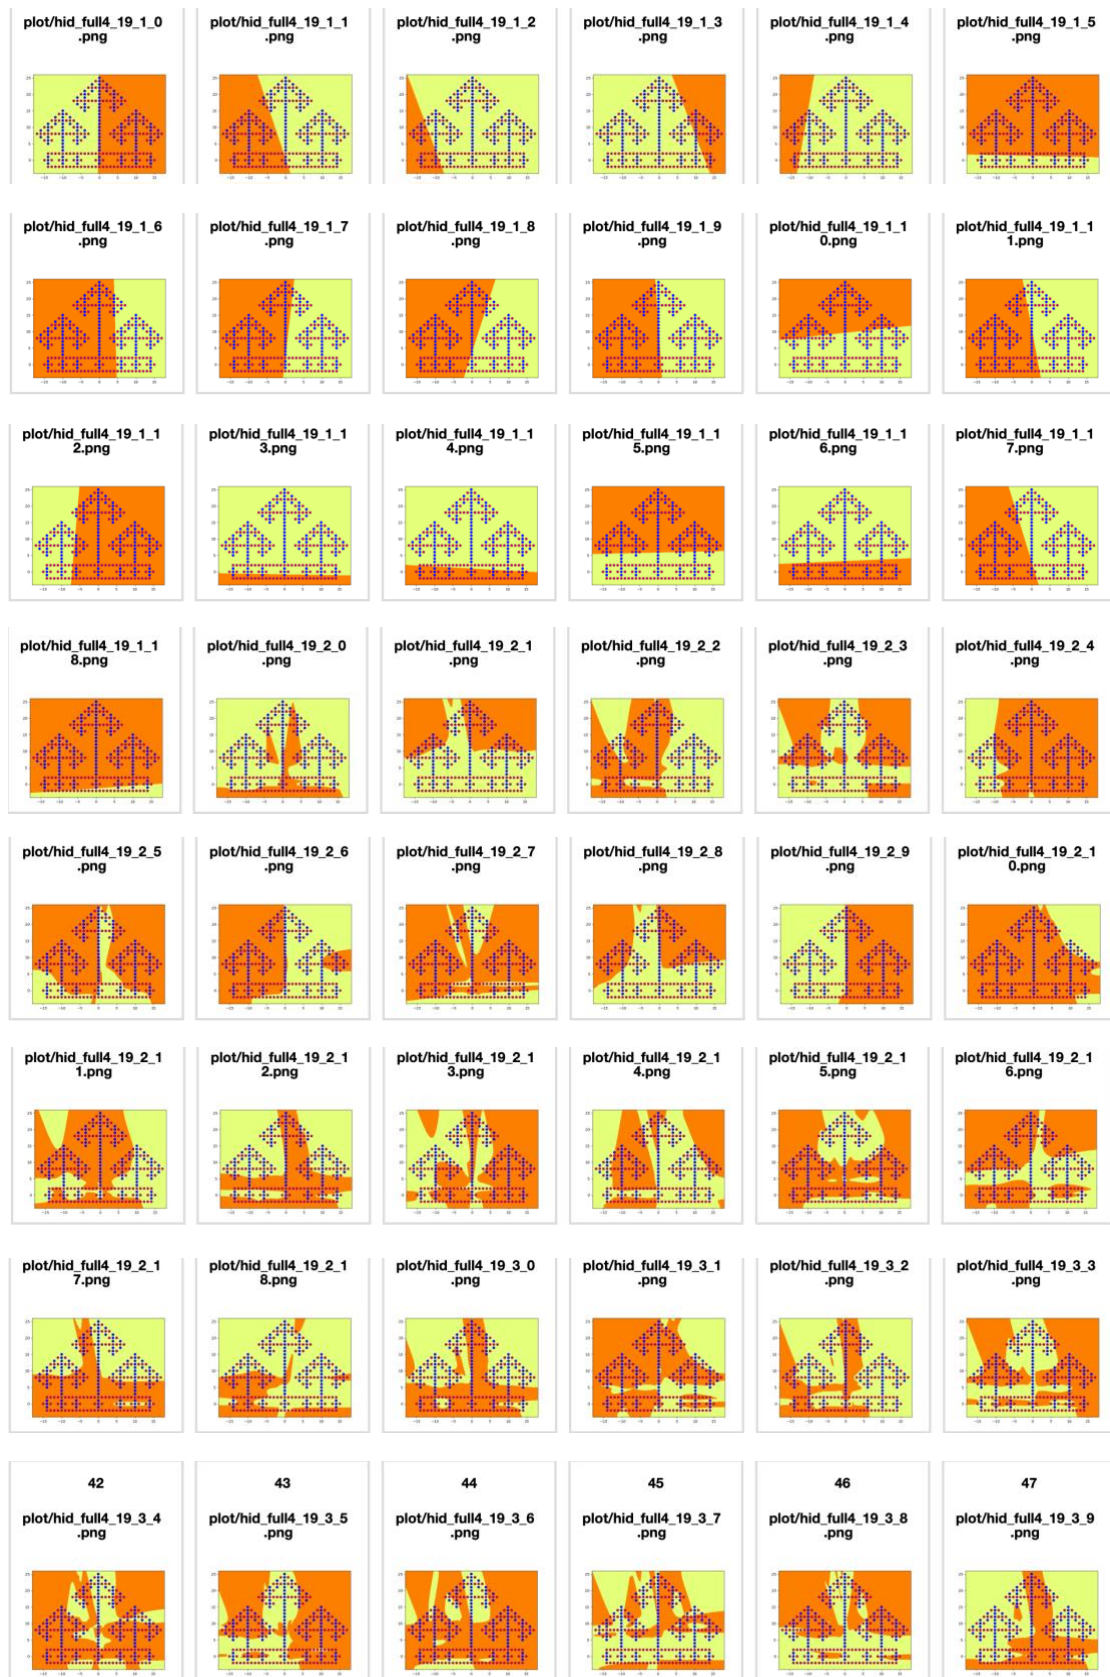 plot/hid_full4_19_1_0
.png
plot/hid_full4_19_1_1
.png
plot/hid_full4_19_1_2
.png
plot/hid_full4_19_1_3
.png
plot/hid_full4_19_1_4
.png
plot/hid_full4_19_1_5
.png
plot/hid_full4_19_1_6
.png
plot/hid_full4_19_1_7
.png
plot/hid_full4_19_1_8
.png
plot/hid_full4_19_1_9
.png
plot/hid_full4_19_1_1
0.png
plot/hid_full4_19_1_1
1.png
plot/hid_full4_19_1_1
2.png
plot/hid_full4_19_1_1
3.png
plot/hid_full4_19_1_1
4.png
plot/hid_full4_19_1_1
5.png
plot/hid_full4_19_1_1
6.png
plot/hid_full4_19_1_1
7.png
plot/hid_full4_19_1_1
8.png
plot/hid_full4_19_2_0
.png
plot/hid_full4_19_2_1
.png
plot/hid_full4_19_2_2
.png
plot/hid_full4_19_2_3
.png
plot/hid_full4_19_2_4
.png
plot/hid_full4_19_2_5
.png
plot/hid_full4_19_2_6
.png
plot/hid_full4_19_2_7
.png
plot/hid_full4_19_2_8
.png
plot/hid_full4_19_2_9
.png
plot/hid_full4_19_2_1
0.png
plot/hid_full4_19_2_1
1.png
plot/hid_full4_19_2_1
2.png
plot/hid_full4_19_2_1
3.png
plot/hid_full4_19_2_1
4.png
plot/hid_full4_19_2_1
5.png
plot/hid_full4_19_2_1
6.png
plot/hid_full4_19_2_1
7.png
plot/hid_full4_19_2_1
8.png
plot/hid_full4_19_3_0
.png
plot/hid_full4_19_3_1
.png
plot/hid_full4_19_3_2
.png
plot/hid_full4_19_3_3
.png
42
plot/hid_full4_19_3_4
.png
43
plot/hid_full4_19_3_5
.png
44
plot/hid_full4_19_3_6
.png
45
plot/hid_full4_19_3_7
.png
46
plot/hid_full4_19_3_8
.png
47
plot/hid_full4_19_3_9
.png